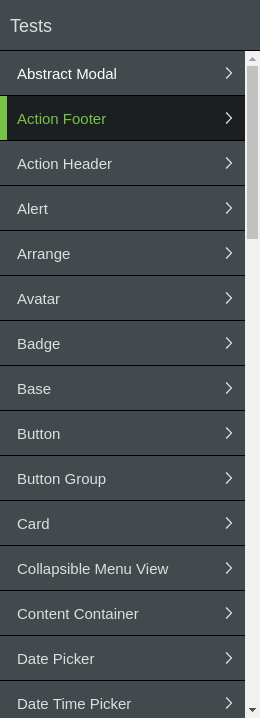 Tests
Abstract Modal
Action Footer
Action Header
Alert
Arrange
Avatar
Badge
Base
Button
Button Group
Card
Collapsible Menu View
Content Container
Date Picker
Date Time Picker